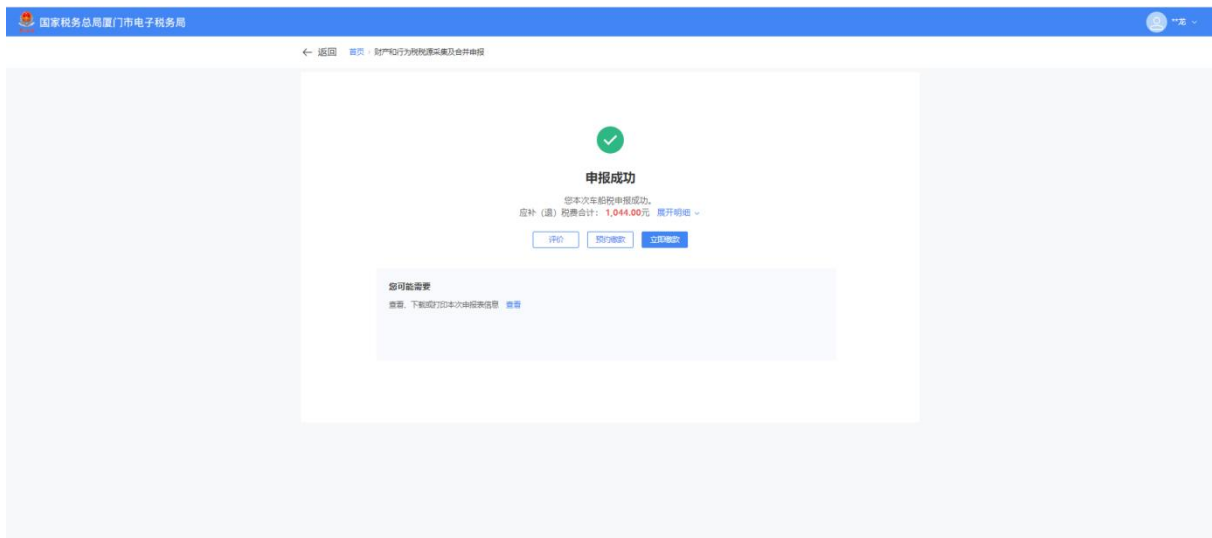 国家税务总局厦门市电子税务局
**龙
← 返回 首页 › 财产和行为税税源采集及合并申报
申报成功
您本次车船税申报成功。
应补（退）税费合计： 1,044.00元 展开明细
评价 预约缴款 立即缴款
您可能需要
查看、下载或打印本次申报表信息 查看